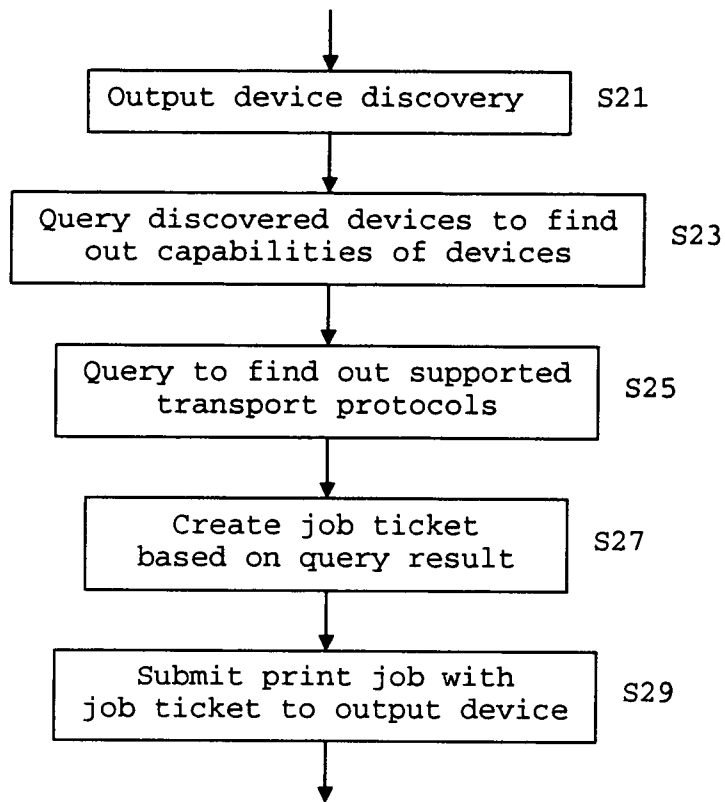 Output device discovery S21
Query discovered devices to find
out capabilities of devices
S23
Query to find out supported
transport protocols
S25
Create job ticket
based on query result
S27
Submit print job with
job ticket to output device
S29